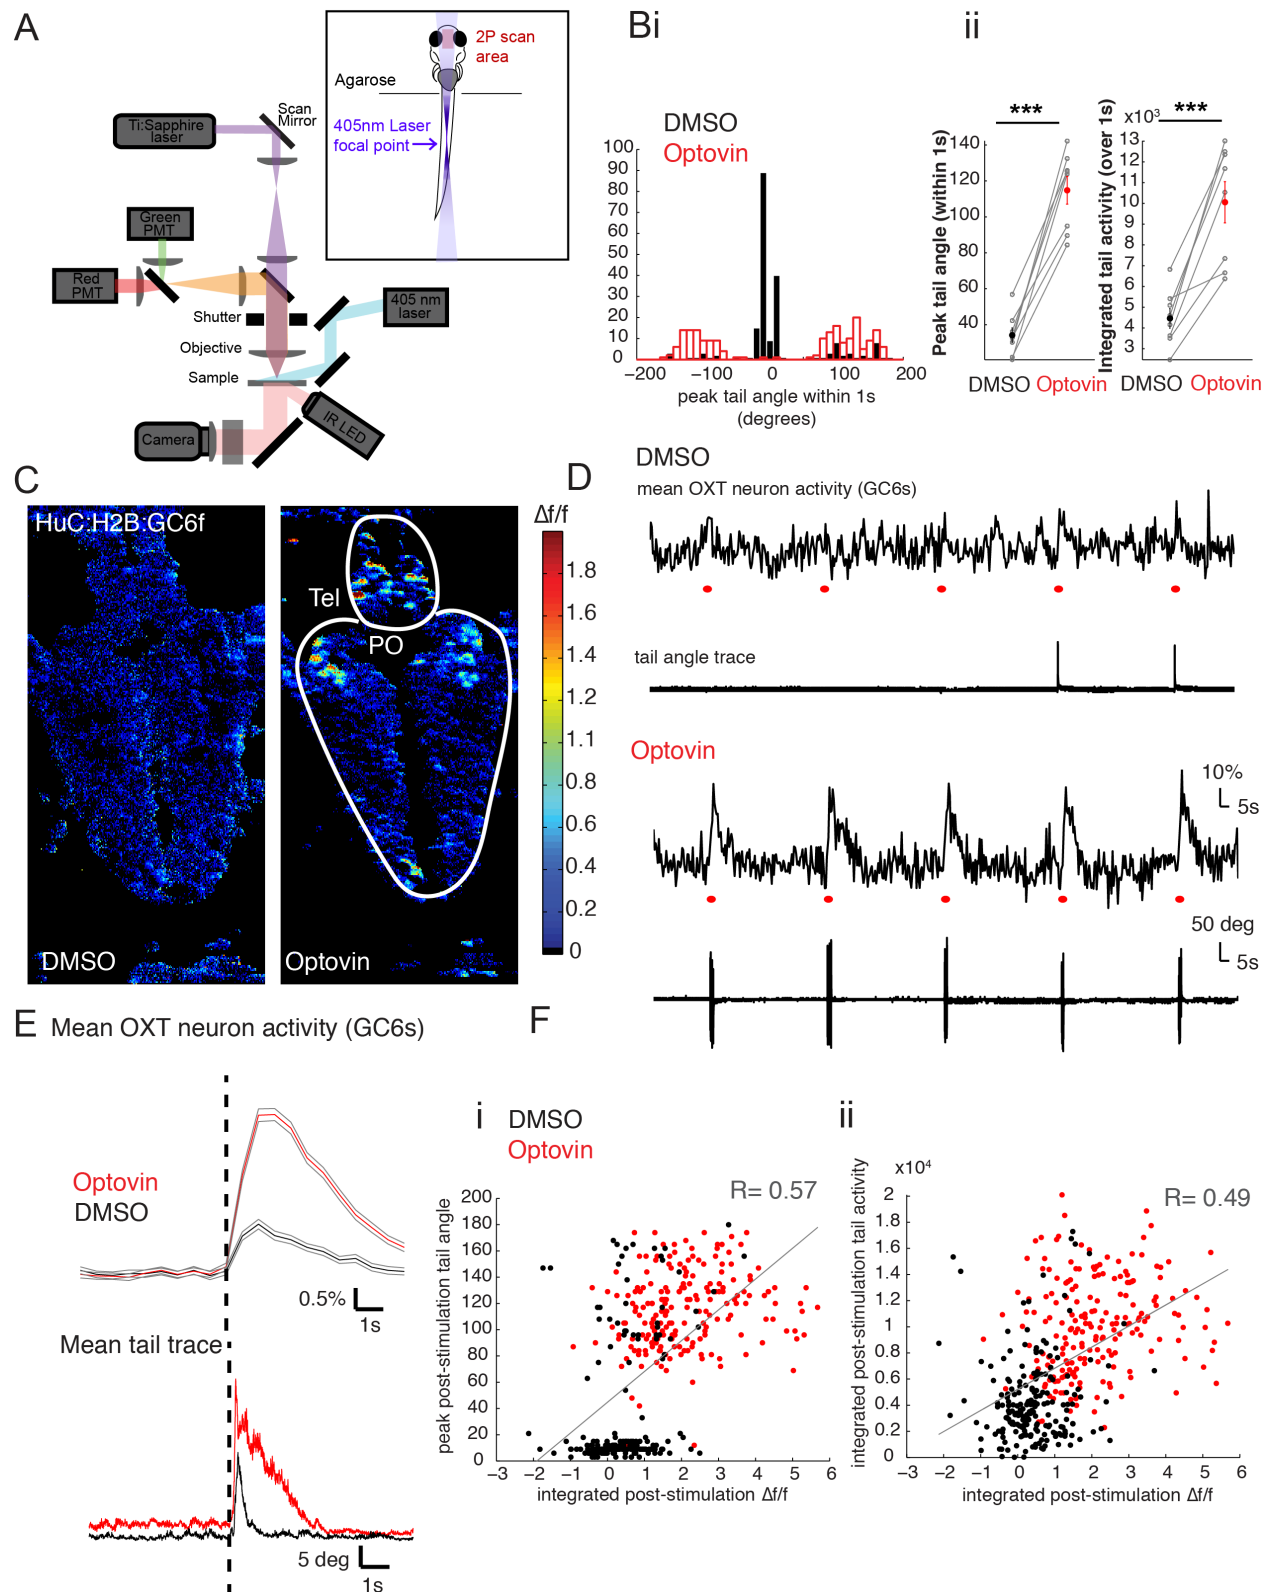 A
Ti:Sapphire
laser
Scan
Mirror
Green
PMT
Red
PMT
Shutter
Objective
Sample
405 nm
laser
Camera
IR LED
2P scan
area
Agarose
405nm Laser
focal point
Bi
DMSO
Optovin
100
90
80
70
60
50
40
30
20
10
0
−200
−100
0
100
200
peak tail angle within 1s
(degrees)
ii
***
Peak tail angle (within 1s)
140
120
100
80
60
40
DMSO
Optovin
***
x10³
Integrated tail activity (over 1s)
13
12
11
10
9
8
7
6
5
4
3
DMSO
Optovin
C
HuC:H2B:GC6f
DMSO
Tel
PO
Optovin
Δf/f
1.8
1.6
1.4
1.2
1.1
0.8
0.6
0.4
0.2
0
D
DMSO
mean OXT neuron activity (GC6s)
tail angle trace
Optovin
10%
5s
50 deg
5s
E
Mean OXT neuron activity (GC6s)
Optovin
DMSO
0.5%
1s
Mean tail trace
5 deg
1s
F
i
DMSO
Optovin
R= 0.57
peak post-stimulation tail angle
200
180
160
140
120
100
80
60
40
20
0
−3
−2
−1
0
1
2
3
4
5
6
integrated post-stimulation Δf/f
ii
x10⁴
R= 0.49
integrated post-stimulation tail activity
2
1.8
1.6
1.4
1.2
1
0.8
0.6
0.4
0.2
0
−3
−2
−1
0
1
2
3
4
5
6
integrated post-stimulation Δf/f